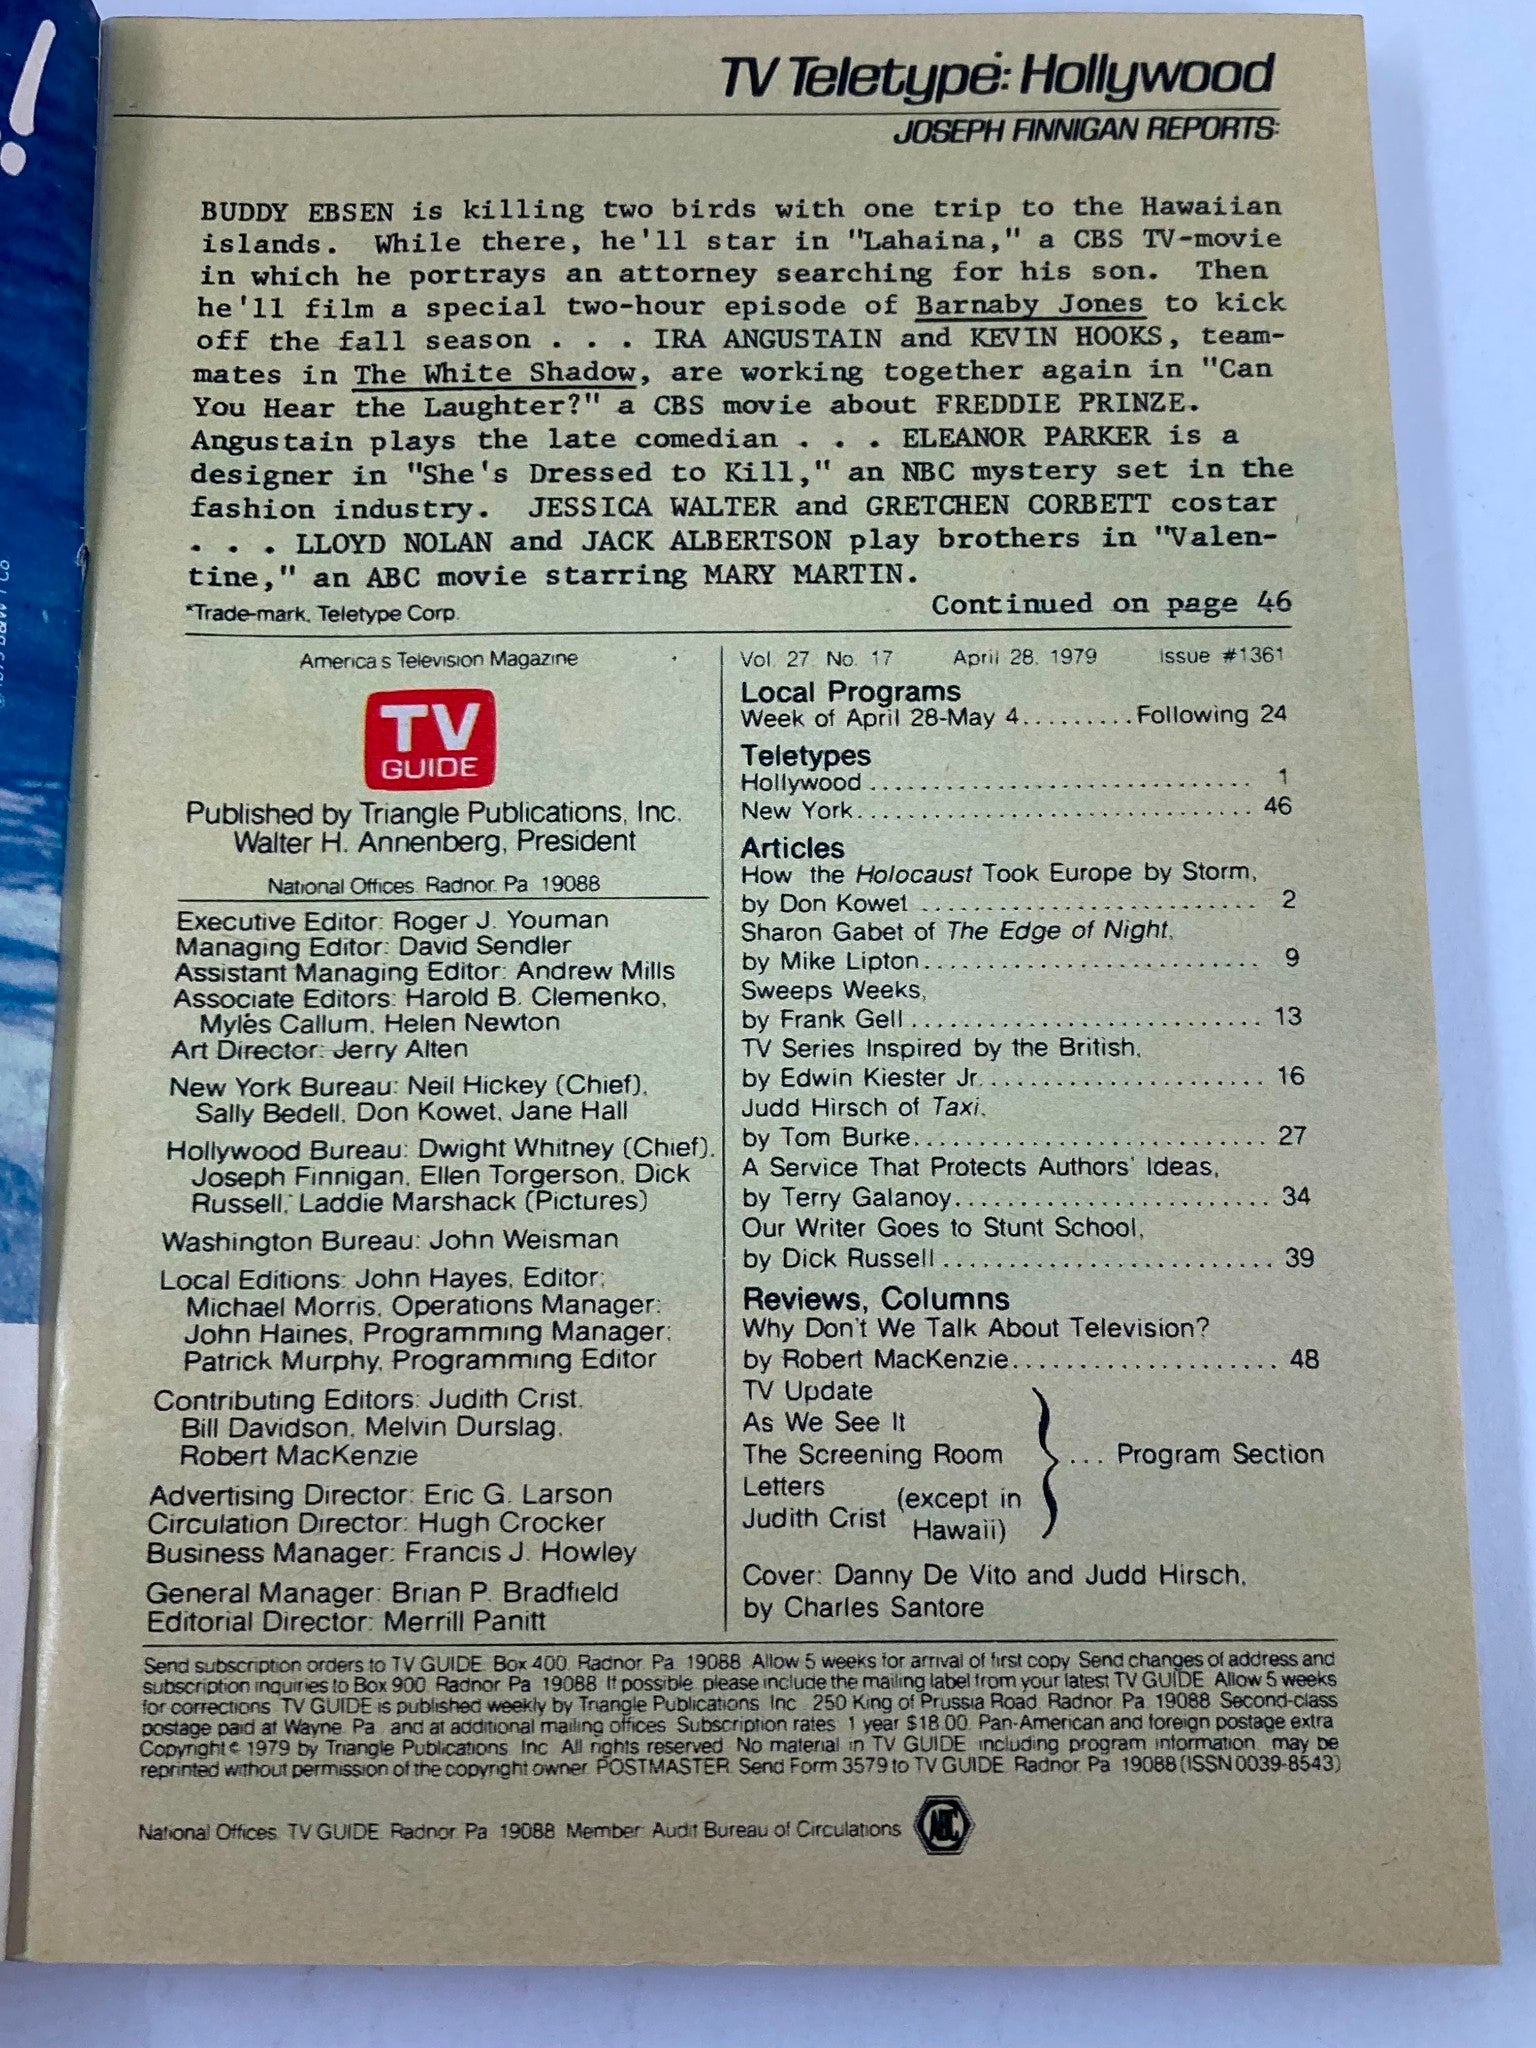 TV Teletype*: Hollywood
JOSEPH FINNIGAN REPORTS:
BUDDY EBSEN is killing two birds with one trip to the Hawaiian
islands. While there, he'll star in "Lahaina," a CBS TV-movie
in which he portrays an attorney searching for his son. Then
he'll film a special two-hour episode of Barnaby Jones to kick
off the fall season . . . IRA ANGUSTAIN and KEVIN HOOKS, team-
mates in The White Shadow, are working together again in "Can
You Hear the Laughter?" a CBS movie about FREDDIE PRINZE.
Angustain plays the late comedian . . . ELEANOR PARKER is a
designer in "She's Dressed to Kill," an NBC mystery set in the
fashion industry. JESSICA WALTER and GRETCHEN CORBETT costar
. . . LLOYD NOLAN and JACK ALBERTSON play brothers in "Valen-
tine," an ABC movie starring MARY MARTIN.
*Trade-mark, Teletype Corp.
Continued on page 46
America's Television Magazine
TV
GUIDE
Published by Triangle Publications, Inc.
Walter H. Annenberg, President
National Offices, Radnor, Pa. 19088
Executive Editor: Roger J. Youman
Managing Editor: David Sendler
Assistant Managing Editor: Andrew Mills
Associate Editors: Harold B. Clemenko,
Myles Callum, Helen Newton
Art Director: Jerry Alten
New York Bureau: Neil Hickey (Chief),
Sally Bedell, Don Kowet, Jane Hall
Hollywood Bureau: Dwight Whitney (Chief),
Joseph Finnigan, Ellen Torgerson, Dick
Russell; Laddie Marshack (Pictures)
Washington Bureau: John Weisman
Local Editions: John Hayes, Editor;
Michael Morris, Operations Manager;
John Haines, Programming Manager;
Patrick Murphy, Programming Editor
Contributing Editors: Judith Crist,
Bill Davidson, Melvin Durslag,
Robert MacKenzie
Advertising Director: Eric G. Larson
Circulation Director: Hugh Crocker
Business Manager: Francis J. Howley
General Manager: Brian P. Bradfield
Editorial Director: Merrill Panitt
Vol. 27, No. 17 April 28, 1979 Issue #1361
Local Programs
Week of April 28-May 4.........Following 24
Teletypes
Hollywood.............................. 1
New York.............................. 46
Articles
How the Holocaust Took Europe by Storm,
by Don Kowet .......................... 2
Sharon Gabet of The Edge of Night,
by Mike Lipton.......................... 9
Sweeps Weeks,
by Frank Gell.......................... 13
TV Series Inspired by the British,
by Edwin Kiester Jr...................... 16
Judd Hirsch of Taxi,
by Tom Burke.......................... 27
A Service That Protects Authors' Ideas,
by Terry Galanoy........................ 34
Our Writer Goes to Stunt School,
by Dick Russell......................... 39
Reviews, Columns
Why Don't We Talk About Television?
by Robert MacKenzie.................... 48
TV Update
As We See It
The Screening Room ... Program Section
Letters
Judith Crist (except in
Hawaii)
Cover: Danny De Vito and Judd Hirsch,
by Charles Santore
Send subscription orders to TV GUIDE, Box 400, Radnor, Pa. 19088. Allow 5 weeks for arrival of first copy. Send changes of address and
subscription inquiries to Box 900, Radnor, Pa. 19088. If possible, please include the mailing label from your latest TV GUIDE. Allow 5 weeks
for corrections. TV GUIDE is published weekly by Triangle Publications, Inc., 250 King of Prussia Road, Radnor, Pa. 19088. Second-class
postage paid at Wayne, Pa., and at additional mailing offices. Subscription rates: 1 year $18.00. Pan-American and foreign postage extra.
Copyright © 1979 by Triangle Publications, Inc. All rights reserved. No material in TV GUIDE, including program information, may be
reprinted without permission of the copyright owner. POSTMASTER: Send Form 3579 to TV GUIDE, Radnor, Pa. 19088 (ISSN 0039-8543)
National Offices, TV GUIDE, Radnor, Pa. 19088. Member: Audit Bureau of Circulations
ABC